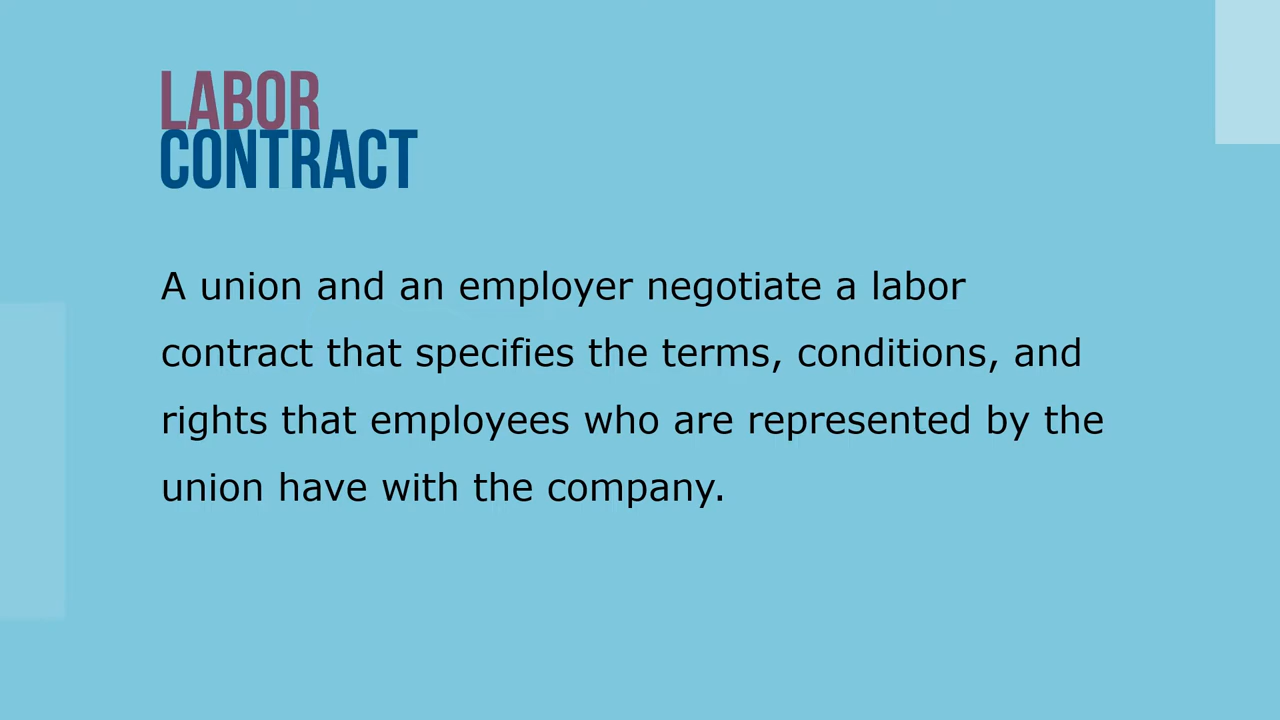 LABOR
CONTRACT
A union and an employer negotiate a labor
contract that specifies the terms, conditions, and
rights that employees who are represented by the
union have with the company.